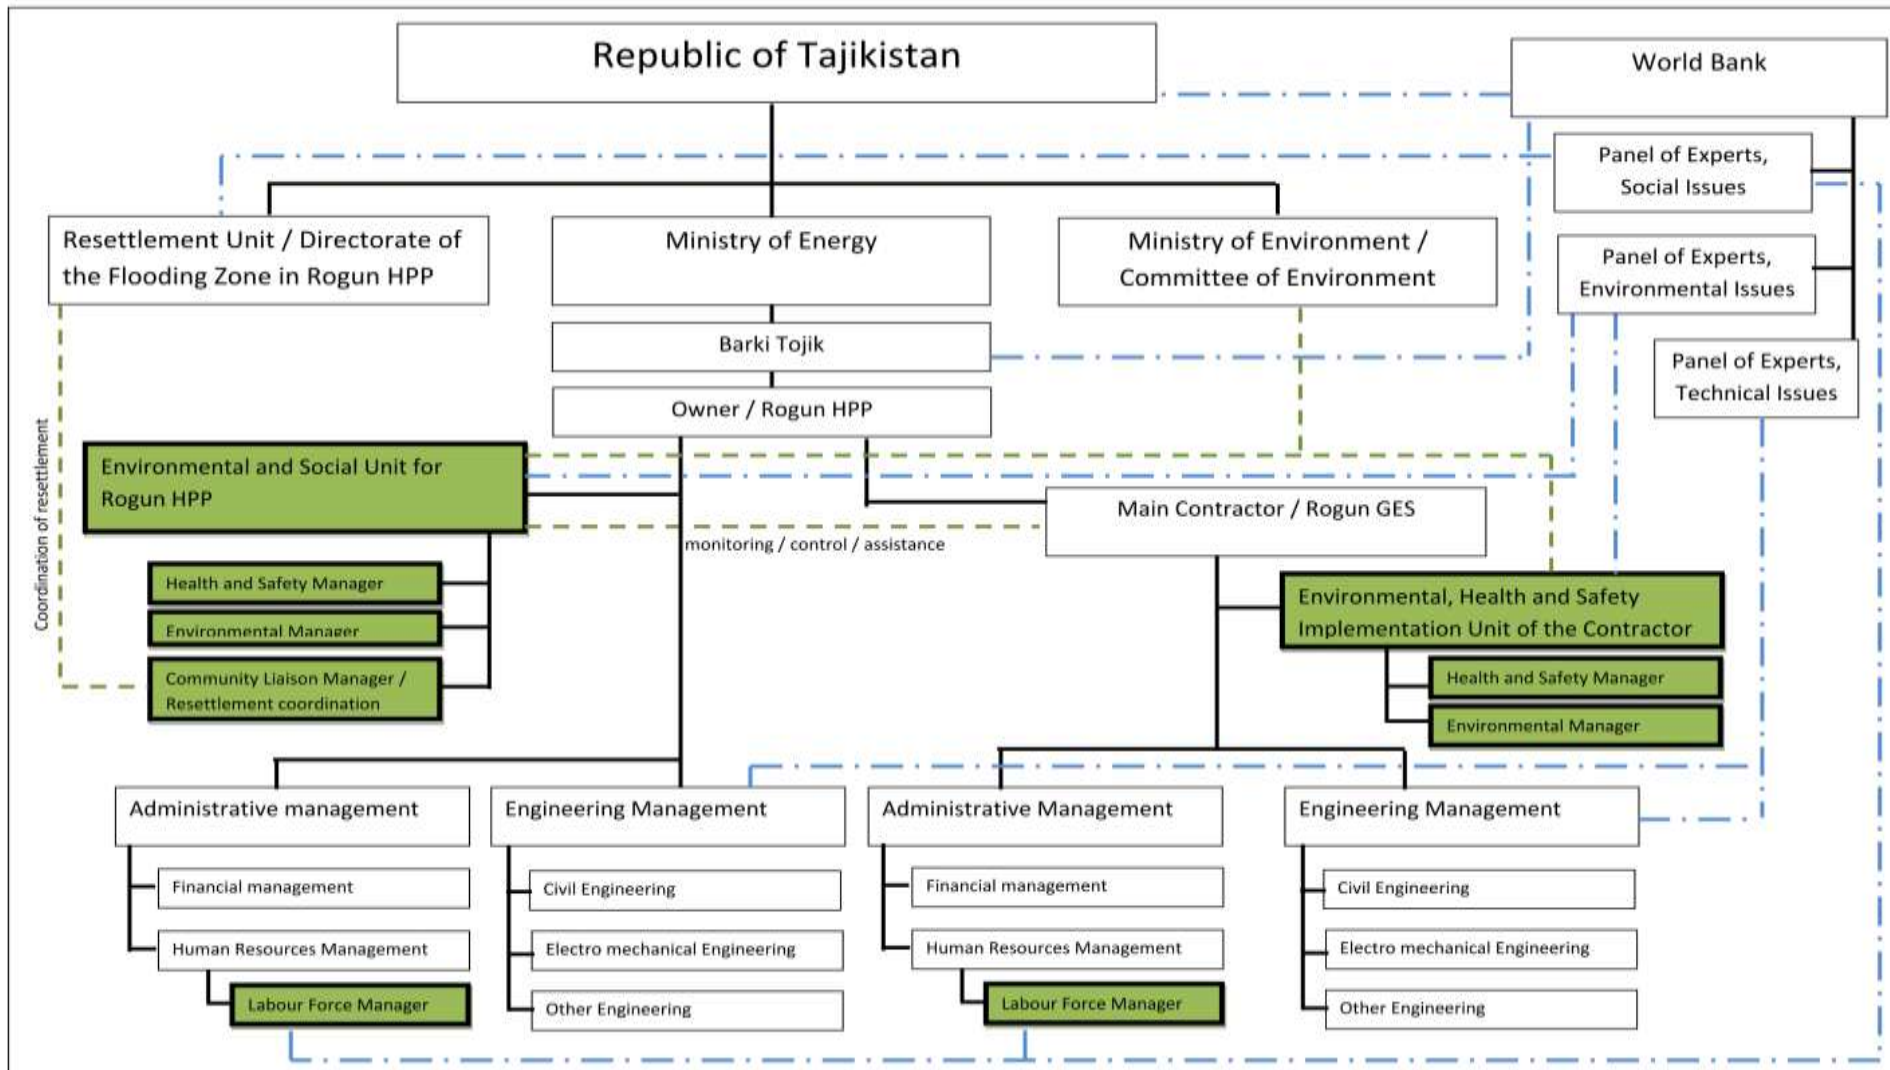 Republic of Tajikistan
World Bank
Panel of Experts,
Social Issues
Resettlement Unit / Directorate of
the Flooding Zone in Rogun HPP
Ministry of Energy
Ministry of Environment /
Committee of Environment
Panel of Experts,
Environmental Issues
Barki Tojik
Panel of Experts,
Technical Issues
Owner / Rogun HPP
Coordination of resettlement
Environmental and Social Unit for
Rogun HPP
Main Contractor / Rogun GES
monitoring / control / assistance
Health and Safety Manager
Environmental Manager
Community Liaison Manager /
Resettlement coordination
Environmental, Health and Safety
Implementation Unit of the Contractor
Health and Safety Manager
Environmental Manager
Administrative management
Financial management
Human Resources Management
Labour Force Manager
Engineering Management
Civil Engineering
Electro mechanical Engineering
Other Engineering
Administrative Management
Financial management
Human Resources Management
Labour Force Manager
Engineering Management
Civil Engineering
Electro mechanical Engineering
Other Engineering